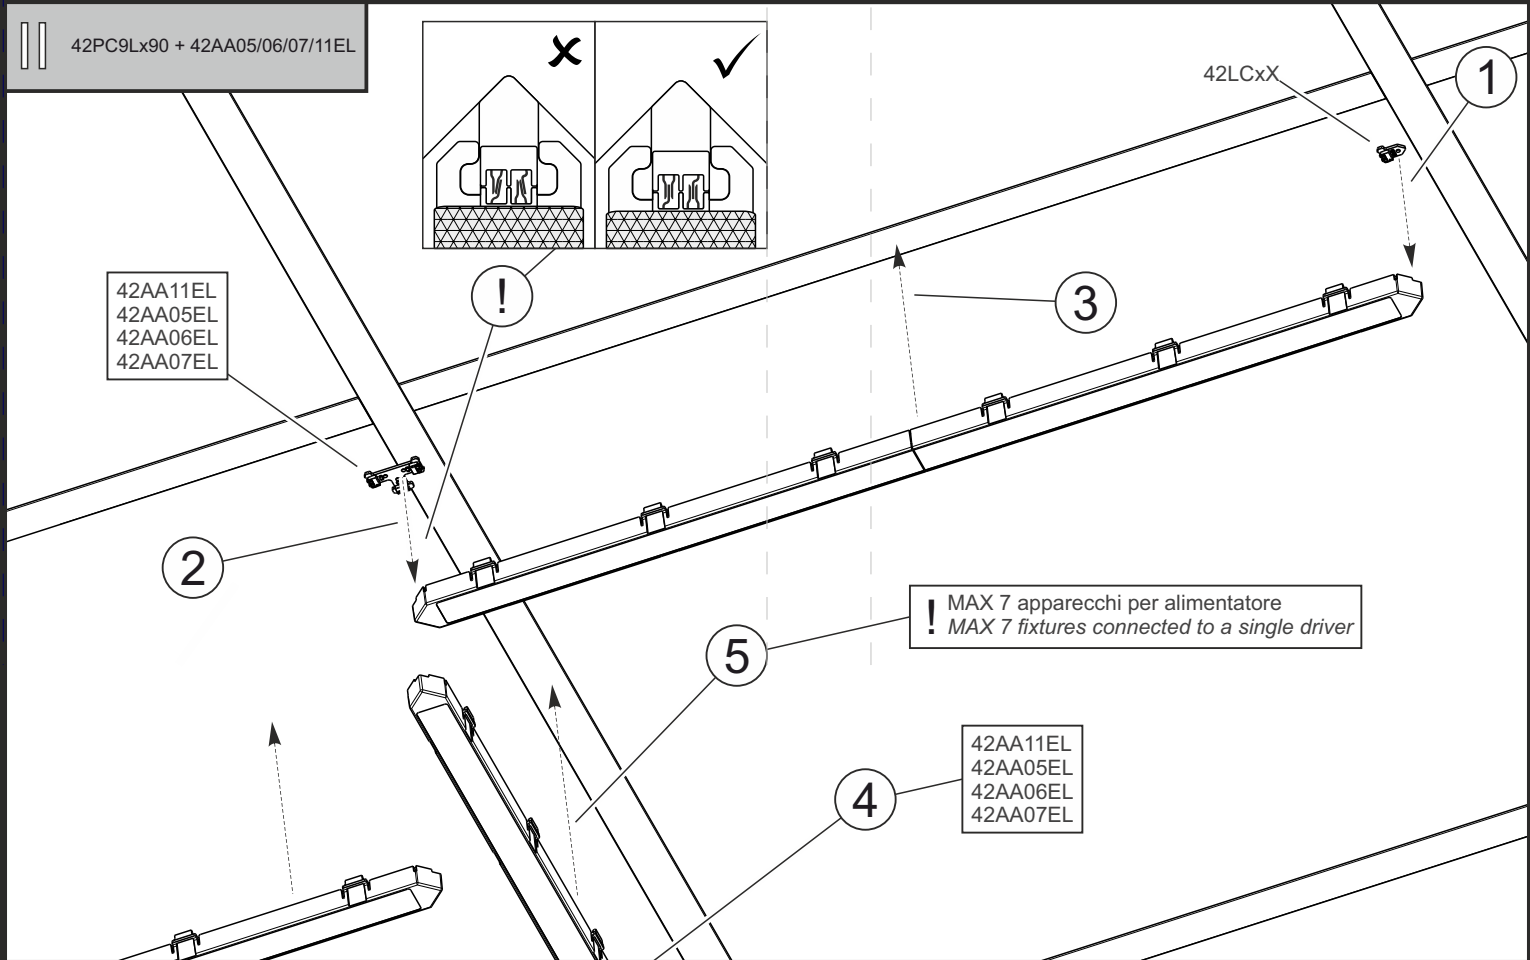 42PC9Lx90 + 42AA05/06/07/11EL
42LCxX
1
!
42AA11EL
42AA05EL
42AA06EL
42AA07EL
3
2
! MAX 7 apparecchi per alimentatore
MAX 7 fixtures connected to a single driver
5
4
42AA11EL
42AA05EL
42AA06EL
42AA07EL